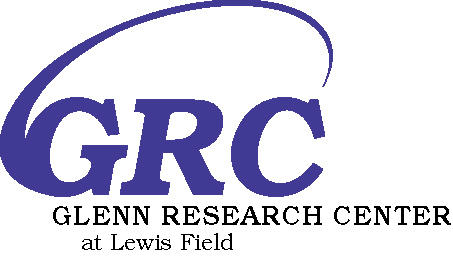 GRC
GLENN RESEARCH CENTER
at Lewis Field